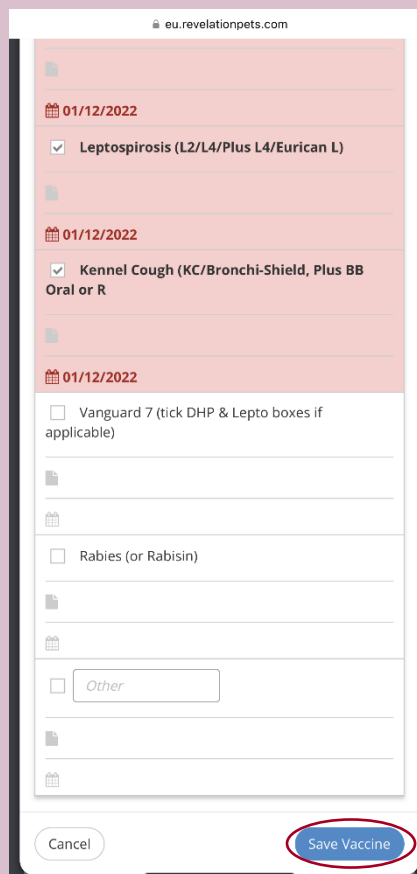 eu.revelationpets.com
01/12/2022
Leptospirosis (L2/L4/Plus L4/Eurican L)
01/12/2022
Kennel Cough (KC/Bronchi-Shield, Plus BB
Oral or R
01/12/2022
Vanguard 7 (tick DHP & Lepto boxes if
applicable)
Rabies (or Rabisin)
Other
Cancel
Save Vaccine